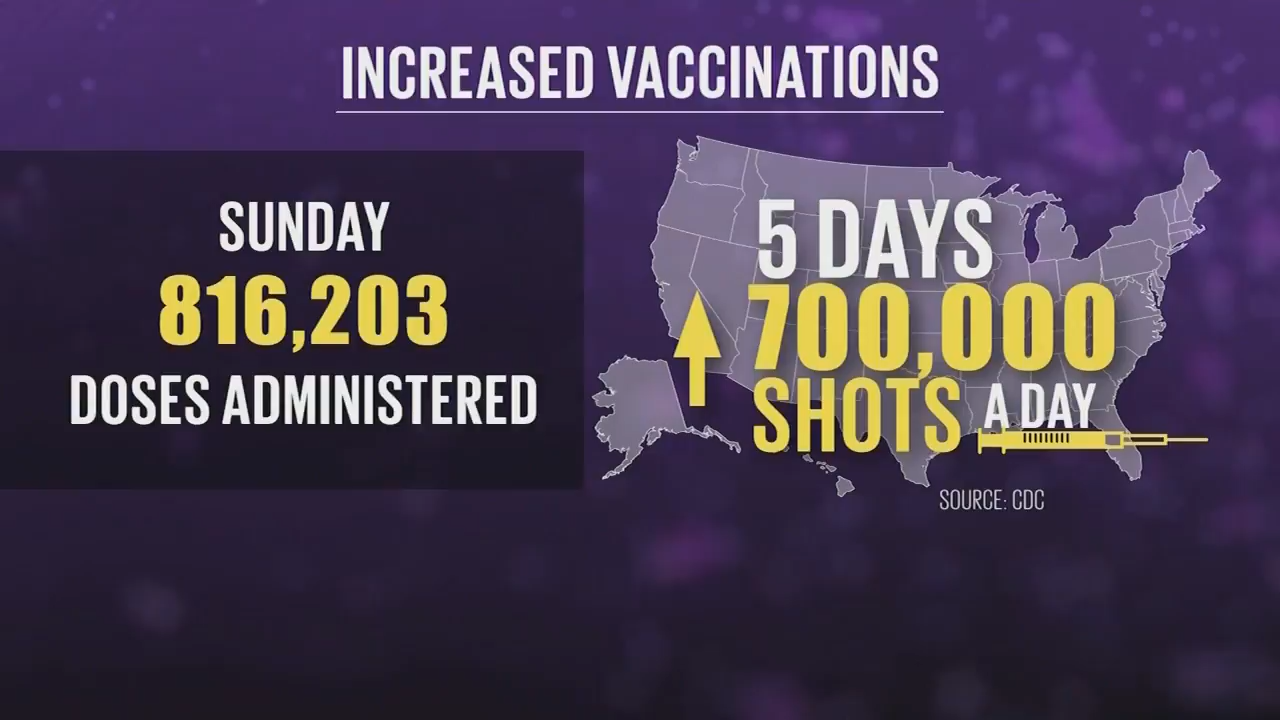 INCREASED VACCINATIONS
SUNDAY
816,203
DOSES ADMINISTERED
5 DAYS
700,000
SHOTS A DAY
SOURCE: CDC